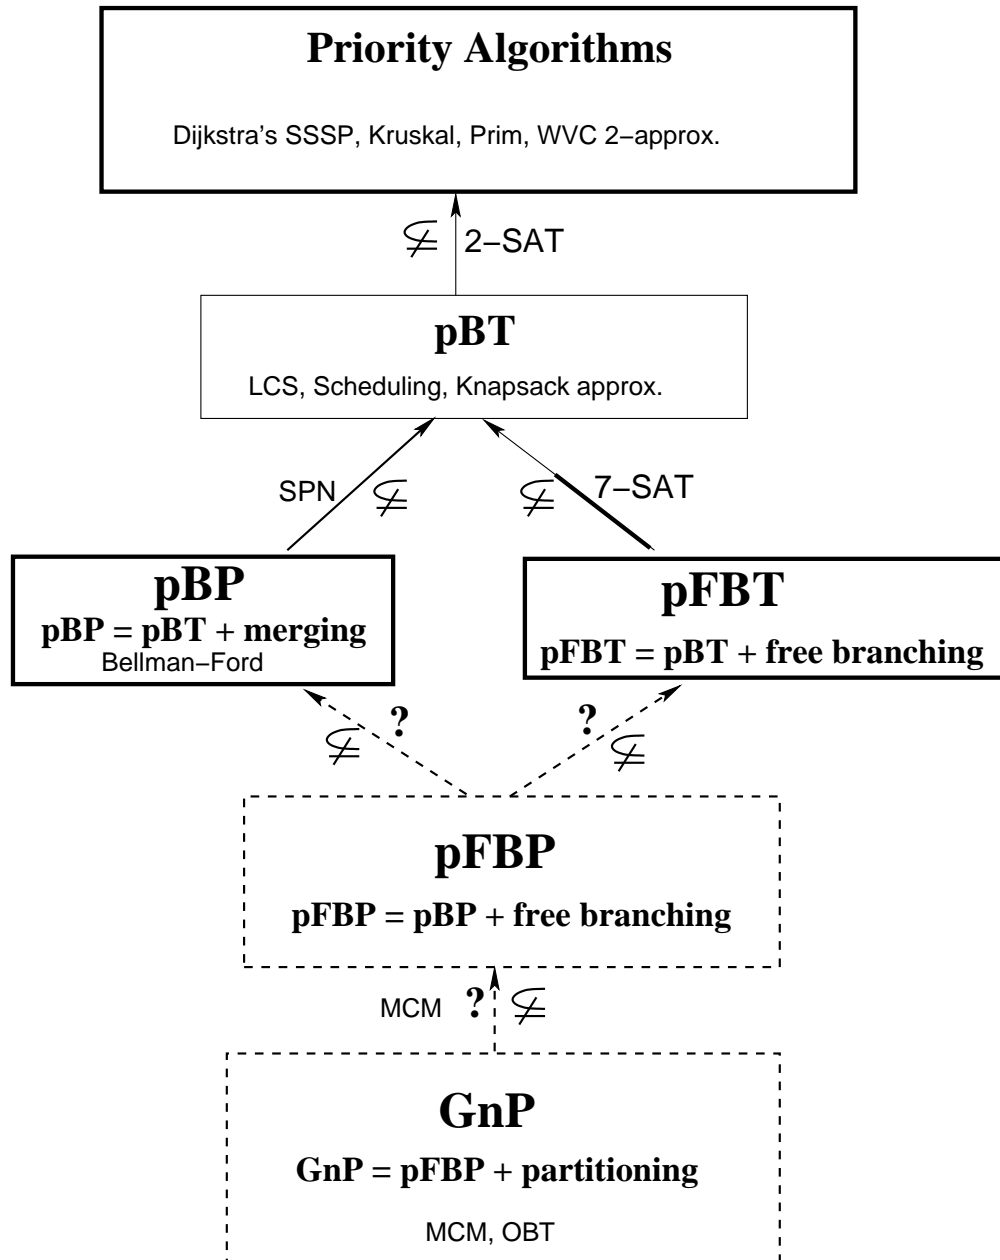 Priority Algorithms
Dijkstra's SSSP, Kruskal, Prim, WVC 2−approx.
⊊ 2−SAT
pBT
LCS, Scheduling, Knapsack approx.
SPN ⊊ ⊊ 7−SAT
pBP
pBP = pBT + merging
Bellman−Ford
pFBT
pFBT = pBT + free branching
? ⊊ ? ⊊
pFBP
pFBP = pBP + free branching
MCM ? ⊊
GnP
GnP = pFBP + partitioning
MCM, OBT